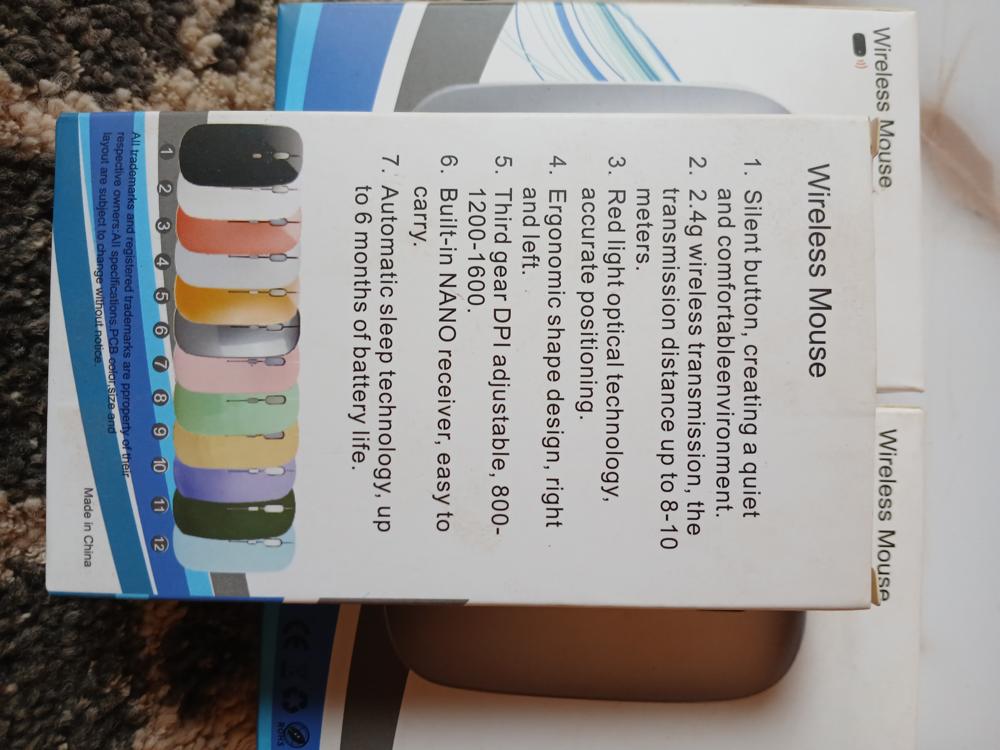 Wireless Mouse
1. Silent button, creating a quiet
and comfortableenvironment.
2. 2.4g wireless transmission, the
transmission distance up to 8-10
meters.
3. Red light optical technology,
accurate positioning.
4. Ergonomic shape design, right
and left.
5. Third gear DPI adjustable, 800-
1200-1600.
6. Built-in NANO receiver, easy to
carry.
7. Automatic sleep technology, up
to 6 months of battery life.
1 2 3 4 5 6 7 8 9 10 11 12
All trademarks and registered trademarks are pproperty of their
respective owners.All specifications,PCB color,size and
layout are subject to change without notice.
Made in China
Wireless Mouse
Wireless Mouse
CE
RoHS